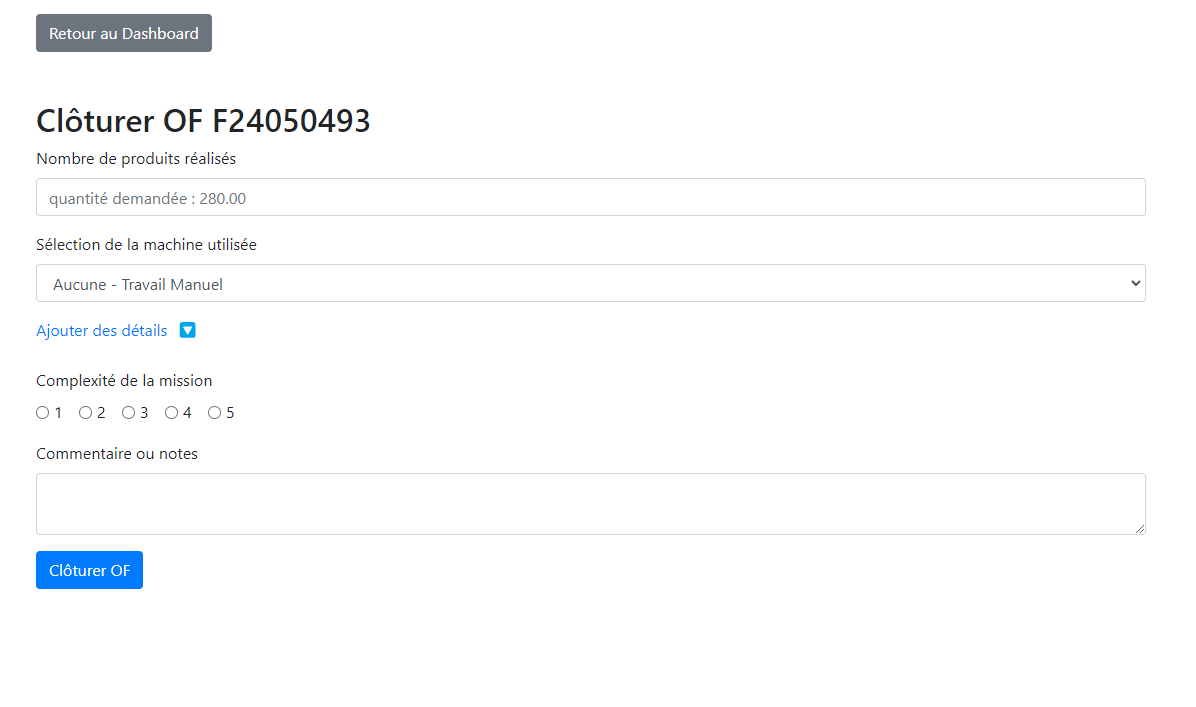 Retour au Dashboard
Clôturer OF F24050493
Nombre de produits réalisés
quantité demandée : 280.00
Sélection de la machine utilisée
Aucune - Travail Manuel
Ajouter des détails
Complexité de la mission
1 2 3 4 5
Commentaire ou notes
Clôturer OF